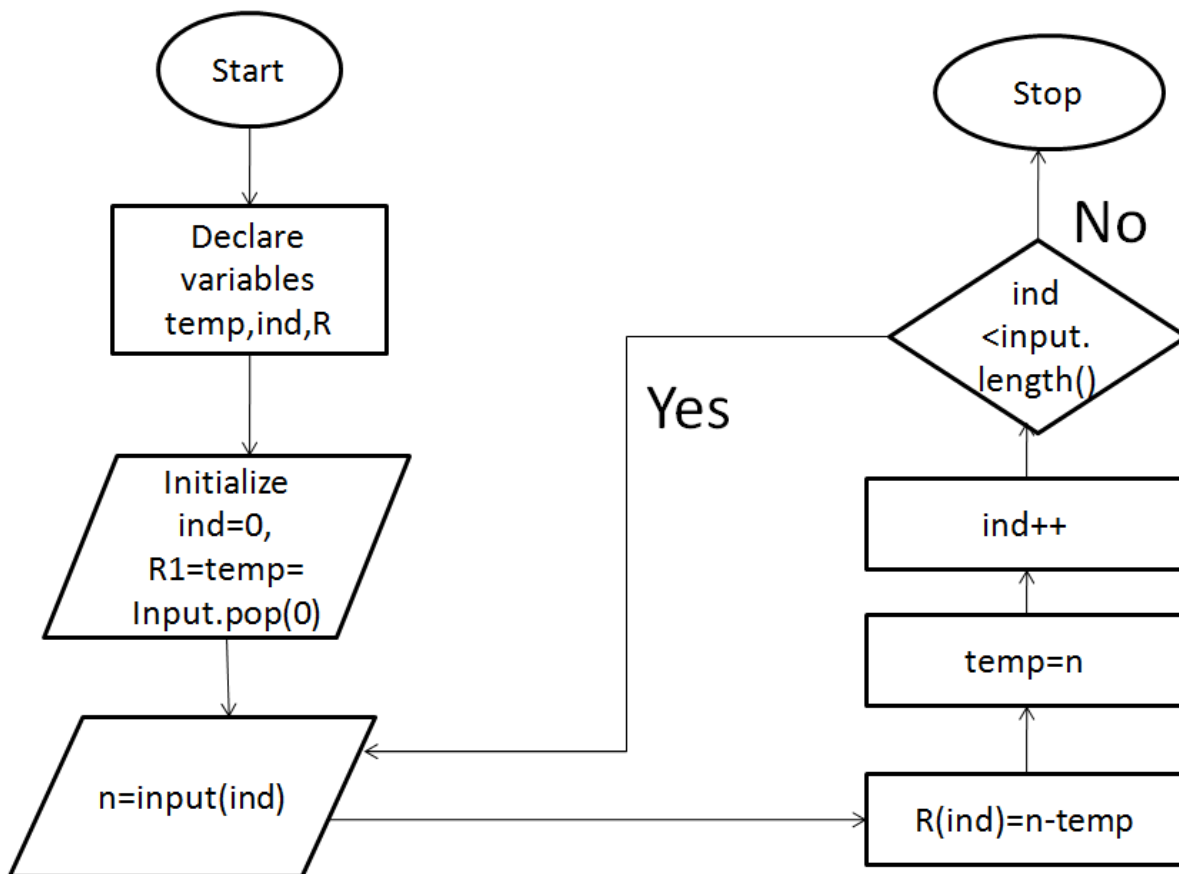 Start
Declare
variables
temp,ind,R
Initialize
ind=0,
R1=temp=
Input.pop(0)
n=input(ind)
R(ind)=n-temp
temp=n
ind++
ind
<input.
length()
Yes
No
Stop